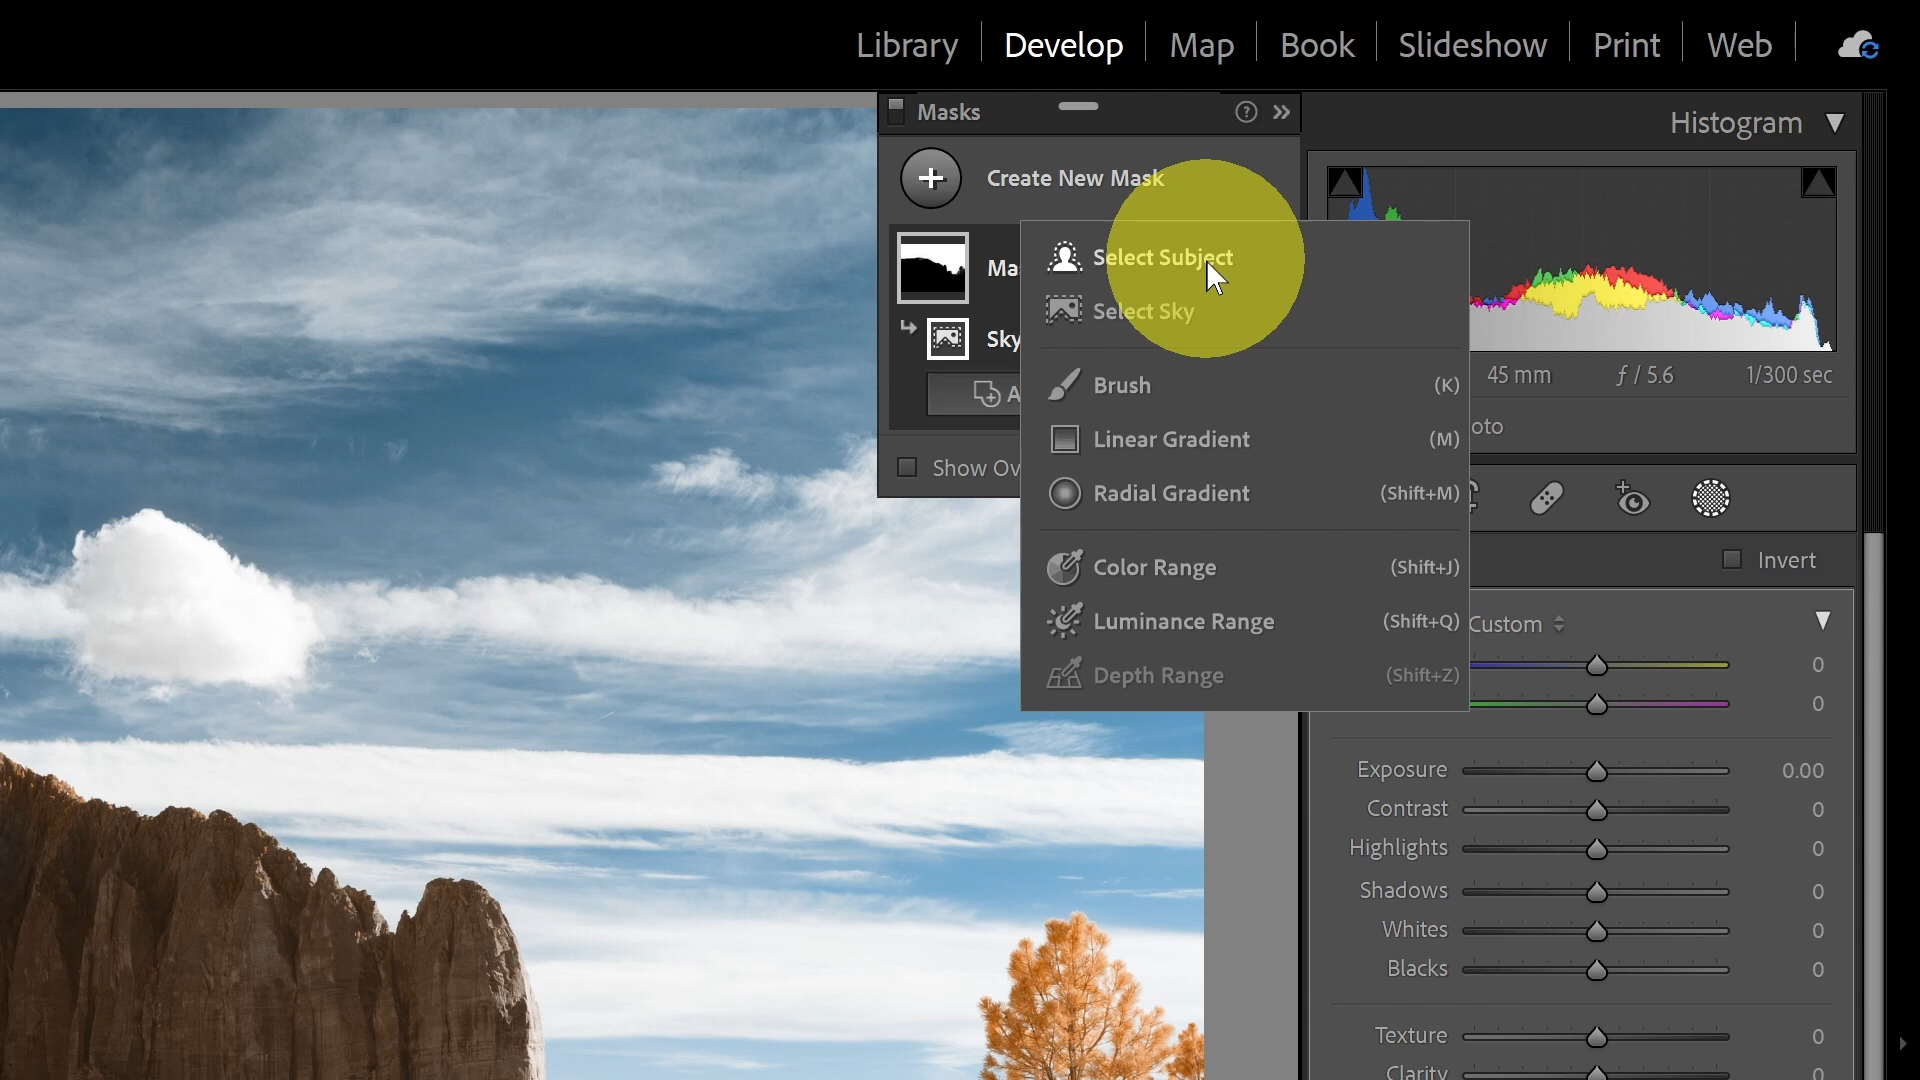 Library Develop Map Book Slideshow Print Web
Masks ?
Histogram
Create New Mask
Select Subject
Mas
Select Sky
Sky
45 mm ƒ / 5.6 1/300 sec
Brush (K)
A
oto
Linear Gradient (M)
Show Ov
Radial Gradient (Shift+M)
Invert
Color Range (Shift+J)
Luminance Range (Shift+Q)
Custom
0
Depth Range (Shift+Z)
0
Exposure 0.00
Contrast 0
Highlights 0
Shadows 0
Whites 0
Blacks 0
Texture 0
Clarity 0